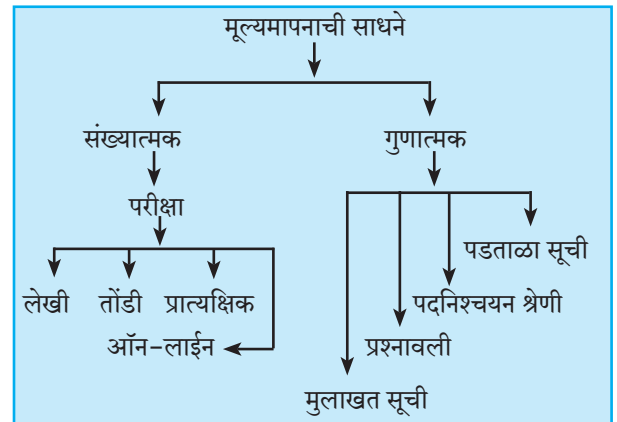 मूल्यमापनाची साधने
संख्यात्मक गुणात्मक
परीक्षा
पडताळा सूची
लेखी तोंडी प्रात्यक्षिक पदनिश्चयन श्रेणी
ऑन-लाईन प्रश्नावली
मुलाखत सूची